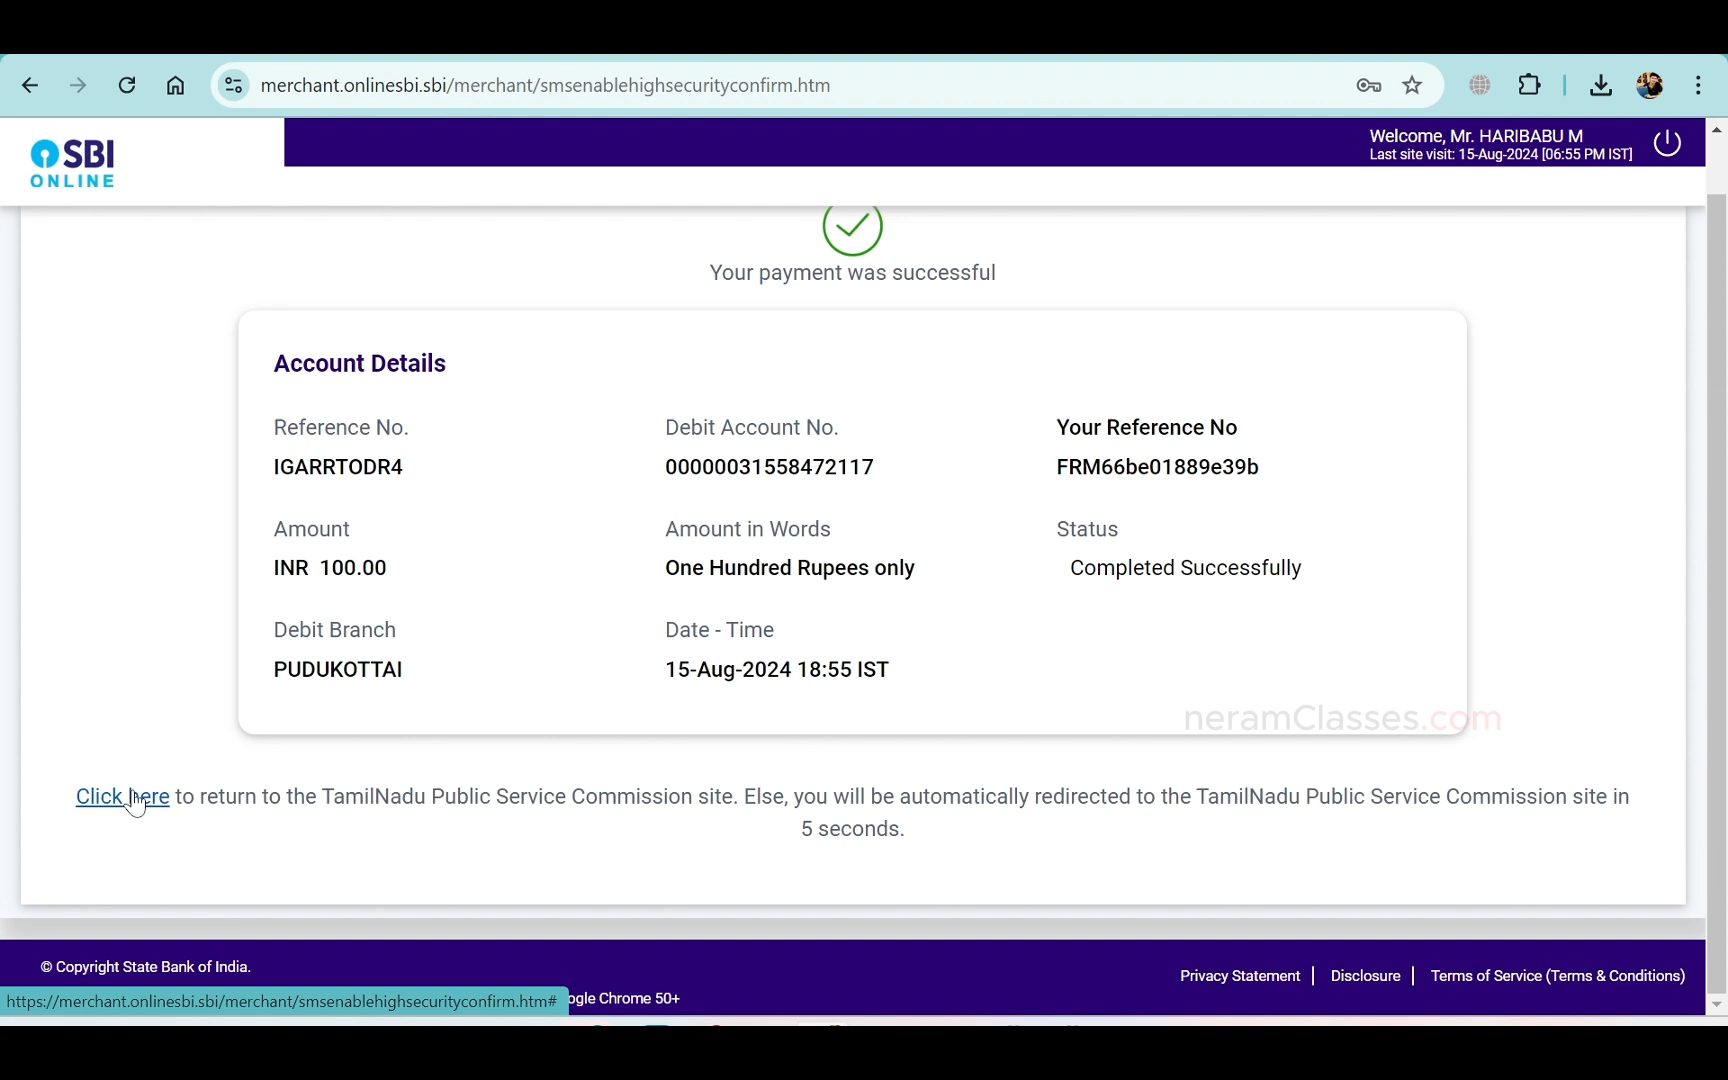 merchant.onlinesbi.sbi/merchant/smsenablehighsecurityconfirm.htm
SBI
ONLINE
Welcome, Mr. HARIBABU M
Last site visit: 15-Aug-2024 [06:55 PM IST]
Your payment was successful
Account Details
Reference No. Debit Account No. Your Reference No
IGARRTODR4 00000031558472117 FRM66be01889e39b
Amount Amount in Words Status
INR 100.00 One Hundred Rupees only Completed Successfully
Debit Branch Date - Time
PUDUKOTTAI 15-Aug-2024 18:55 IST
neramClasses.com
Click here to return to the TamilNadu Public Service Commission site. Else, you will be automatically redirected to the TamilNadu Public Service Commission site in
5 seconds.
© Copyright State Bank of India.
Privacy Statement Disclosure Terms of Service (Terms & Conditions)
https://merchant.onlinesbi.sbi/merchant/smsenablehighsecurityconfirm.htm# ogle Chrome 50+